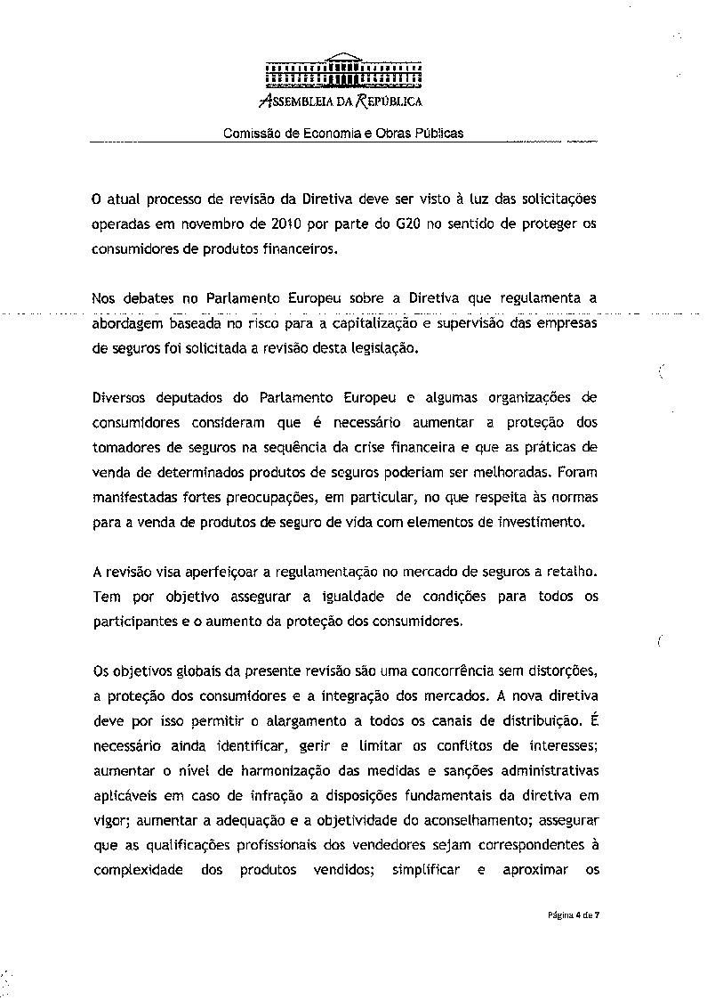 ASSEMBLEIA DA REPÚBLICA
Comissão de Economia e Obras Públicas
O atual processo de revisão da Diretiva deve ser visto à luz das solicitações
operadas em novembro de 2010 por parte do G20 no sentido de proteger os
consumidores de produtos financeiros.
Nos debates no Parlamento Europeu sobre a Diretiva que regulamenta a
abordagem baseada no risco para a capitalização e supervisão das empresas
de seguros foi solicitada a revisão desta legislação.
Diversos deputados do Parlamento Europeu e algumas organizações de
consumidores consideram que é necessário aumentar a proteção dos
tomadores de seguros na sequência da crise financeira e que as práticas de
venda de determinados produtos de seguros poderiam ser melhoradas. Foram
manifestadas fortes preocupações, em particular, no que respeita às normas
para a venda de produtos de seguro de vida com elementos de investimento.
A revisão visa aperfeiçoar a regulamentação no mercado de seguros a retalho.
Tem por objetivo assegurar a igualdade de condições para todos os
participantes e o aumento da proteção dos consumidores.
Os objetivos globais da presente revisão são uma concorrência sem distorções,
a proteção dos consumidores e a integração dos mercados. A nova diretiva
deve por isso permitir o alargamento a todos os canais de distribuição. É
necessário ainda identificar, gerir e limitar os conflitos de interesses;
aumentar o nível de harmonização das medidas e sanções administrativas
aplicáveis em caso de infração a disposições fundamentais da diretiva em
vigor; aumentar a adequação e a objetividade do aconselhamento; assegurar
que as qualificações profissionais dos vendedores sejam correspondentes à
complexidade dos produtos vendidos; simplificar e aproximar os
Página 4 de 7